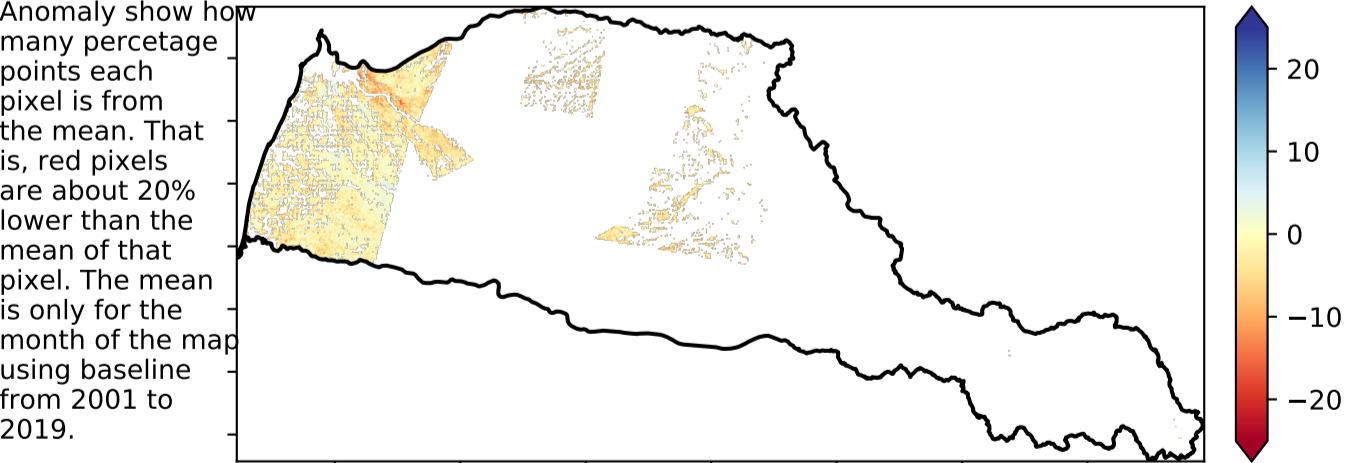 Anomaly show how
many percetage
points each
pixel is from
the mean. That
is, red pixels
are about 20%
lower than the
mean of that
pixel. The mean
is only for the
month of the map
using baseline
from 2001 to
2019.
20
10
0
−10
−20